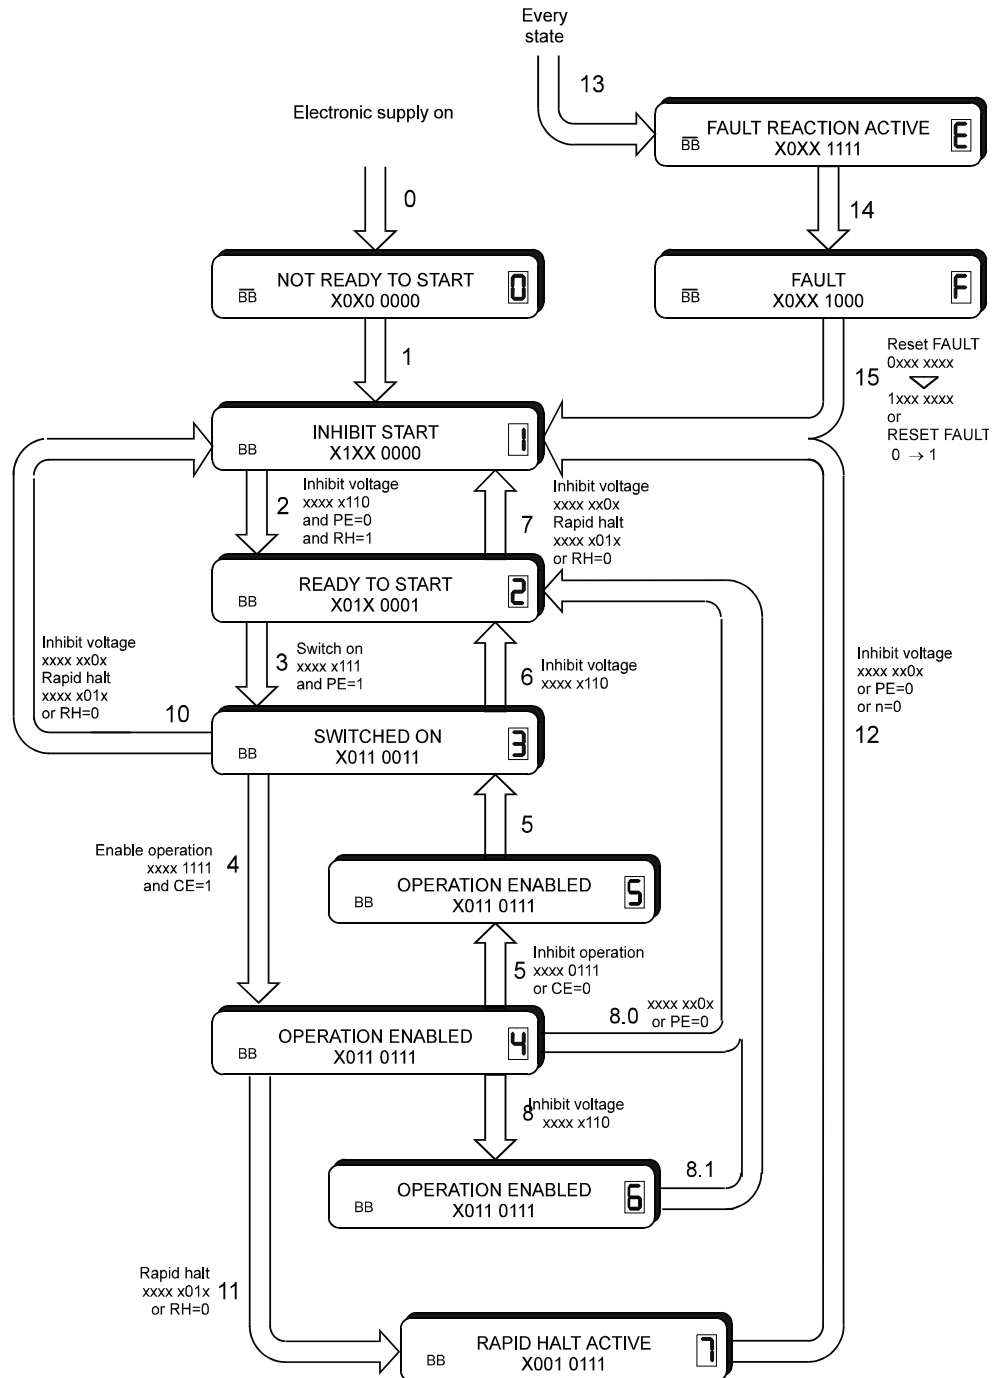 Every
state
13
Electronic supply on
FAULT REACTION ACTIVE
X0XX 1111
BB
E
0
14
NOT READY TO START
X0X0 0000
BB
0
FAULT
X0XX 1000
BB
F
1
15
Reset FAULT
0xxx xxxx
1xxx xxxx
or
RESET FAULT
0 → 1
INHIBIT START
X1XX 0000
BB
1
2
Inhibit voltage
xxxx x110
and PE=0
and RH=1
7
Inhibit voltage
xxxx xx0x
Rapid halt
xxxx x01x
or RH=0
READY TO START
X01X 0001
BB
2
Inhibit voltage
xxxx xx0x
Rapid halt
xxxx x01x
or RH=0
10
3
Switch on
xxxx x111
and PE=1
6
Inhibit voltage
xxxx x110
Inhibit voltage
xxxx xx0x
or PE=0
or n=0
12
SWITCHED ON
X011 0011
BB
3
5
Enable operation
xxxx 1111
and CE=1
4
OPERATION ENABLED
X011 0111
BB
5
5
Inhibit operation
xxxx 0111
or CE=0
8.0
xxxx xx0x
or PE=0
OPERATION ENABLED
X011 0111
BB
4
8
Inhibit voltage
xxxx x110
8.1
OPERATION ENABLED
X011 0111
BB
6
Rapid halt
xxxx x01x
or RH=0
11
RAPID HALT ACTIVE
X001 0111
BB
7